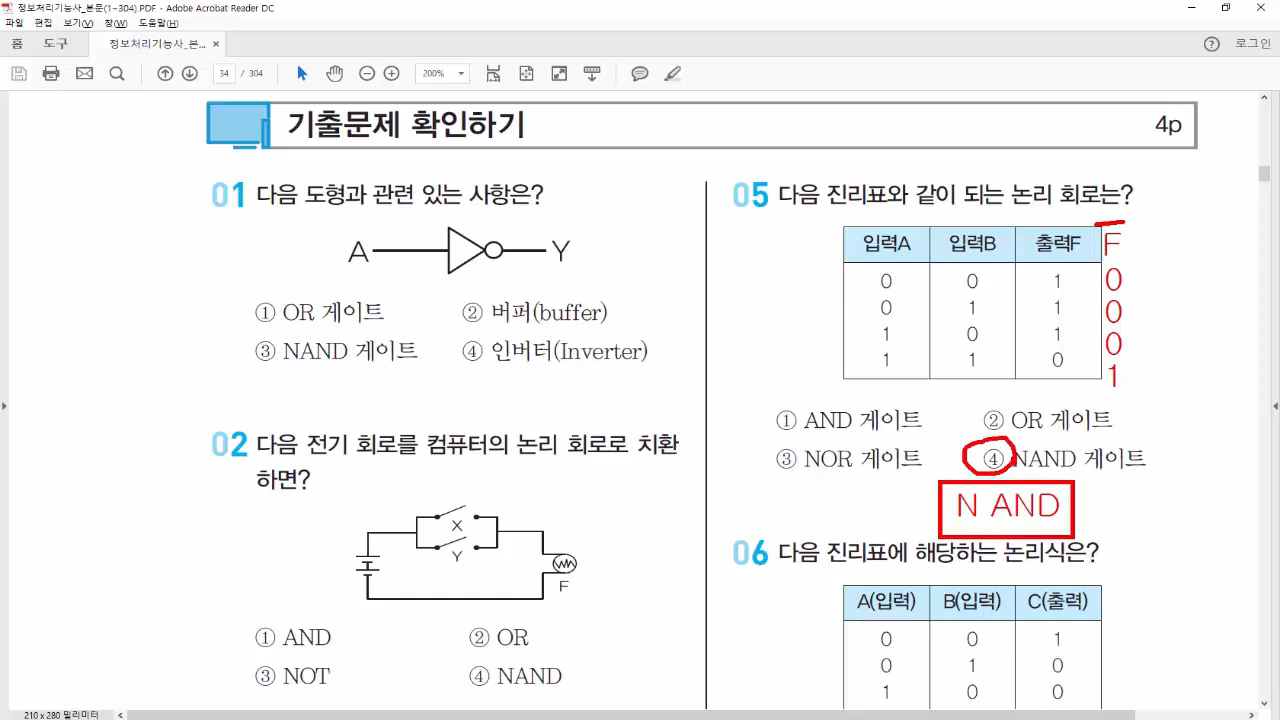 정보처리기능사_본문(1~304).PDF - Adobe Acrobat Reader DC
파일 편집 보기(V) 창(W) 도움말(H)
홈 도구 정보처리기능사_본... × 로그인
34 / 304 200%
기출문제 확인하기 4p
01 다음 도형과 관련 있는 사항은?
A Y
① OR 게이트 ② 버퍼(buffer)
③ NAND 게이트 ④ 인버터(Inverter)
02 다음 전기 회로를 컴퓨터의 논리 회로로 치환
하면?
X
Y
F
① AND ② OR
③ NOT ④ NAND
05 다음 진리표와 같이 되는 논리 회로는?
입력A 입력B 출력F F
0 0 1 0
0 1 1 0
1 0 1 0
1 1 0 1
① AND 게이트 ② OR 게이트
③ NOR 게이트 ④ NAND 게이트
N AND
06 다음 진리표에 해당하는 논리식은?
A(입력) B(입력) C(출력)
0 0 1
0 1 0
1 0 0
210 x 280 밀리미터